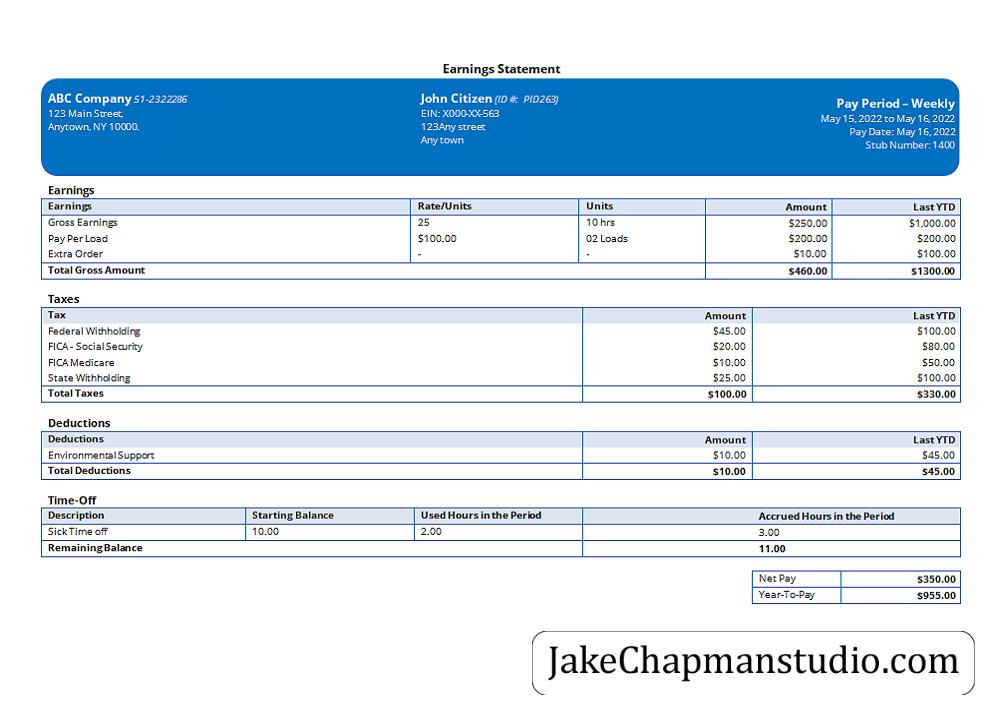 Earnings Statement
ABC Company 51-2322286
123 Main Street,
Anytown, NY 10000.
John Citizen (ID #: PID263)
EIN: X000-XX-563
123Any street
Any town
Pay Period – Weekly
May 15, 2022 to May 16, 2022
Pay Date: May 16, 2022
Stub Number: 1400
Earnings
Earnings Rate/Units Units Amount Last YTD
Gross Earnings 25 10 hrs $250.00 $1,000.00
Pay Per Load $100.00 02 Loads $200.00 $200.00
Extra Order - - $10.00 $100.00
Total Gross Amount $460.00 $1300.00
Taxes
Tax Amount Last YTD
Federal Withholding $45.00 $100.00
FICA - Social Security $20.00 $80.00
FICA Medicare $10.00 $50.00
State Withholding $25.00 $100.00
Total Taxes $100.00 $330.00
Deductions
Deductions Amount Last YTD
Environmental Support $10.00 $45.00
Total Deductions $10.00 $45.00
Time-Off
Description Starting Balance Used Hours in the Period Accrued Hours in the Period
Sick Time off 10.00 2.00 3.00
Remaining Balance 11.00
Net Pay $350.00
Year-To-Pay $955.00
JakeChapmanstudio.com